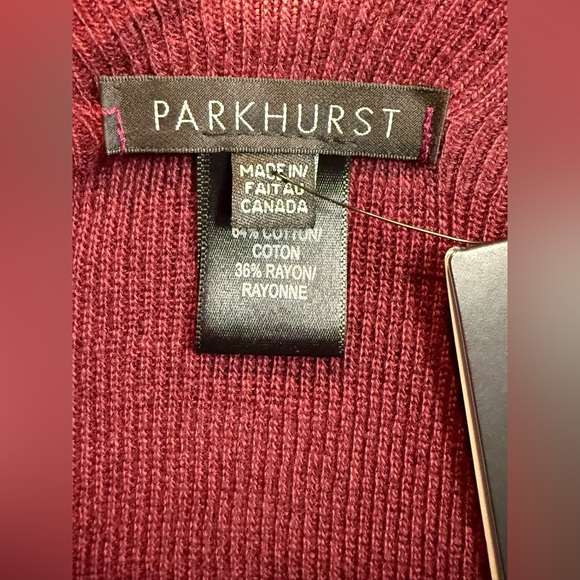 PARKHURST
MADE IN/
FAIT AU
CANADA
64% COTTON/
COTON
36% RAYON/
RAYONNE